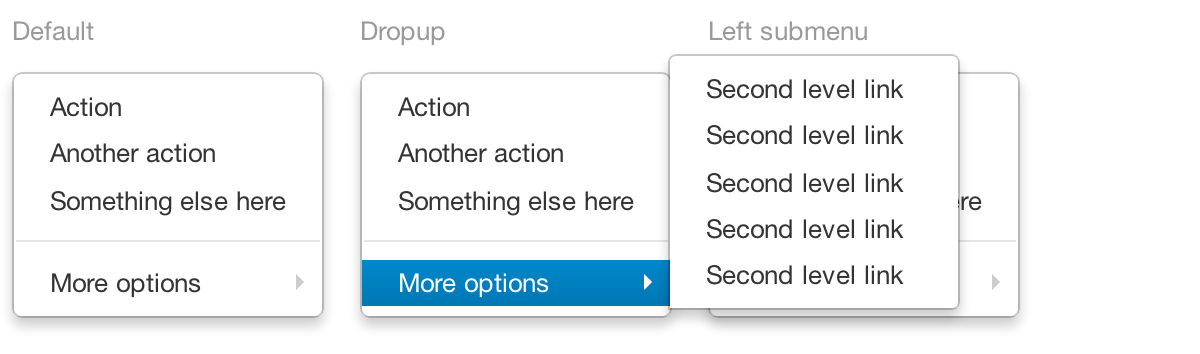 Default
Action
Another action
Something else here
More options
Dropup
Action
Another action
Something else here
More options
Left submenu
Second level link
Second level link
Second level link
Second level link
Second level link